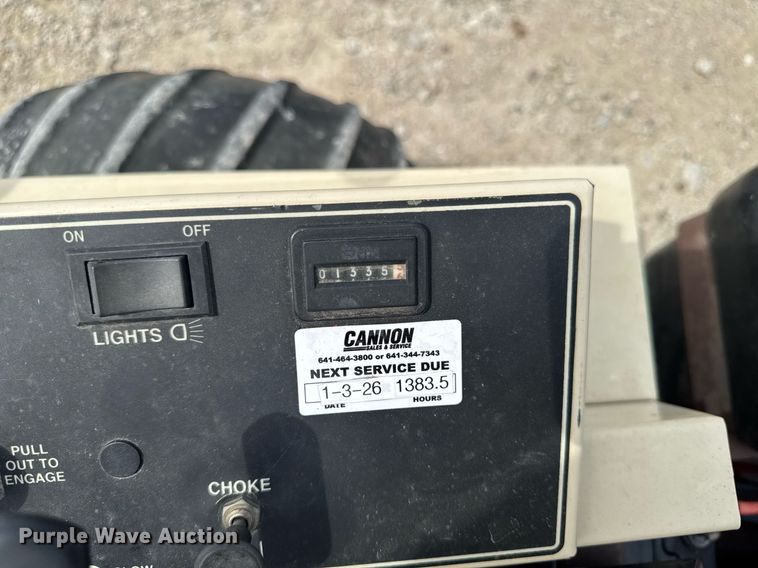 ON OFF
LIGHTS
01335
CANNON
SALES & SERVICE
641-464-3800 or 641-344-7343
NEXT SERVICE DUE
1-3-26 1383.5
DATE HOURS
PULL
OUT TO
ENGAGE
CHOKE
SLOW
Purple Wave Auction